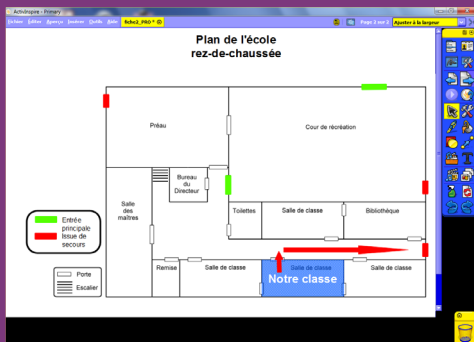 ActivInspire - Primary
Fichier Editer Aperçu Insérer Outils Aide fiche2_PRO* Page 2 sur 2 Ajuster à la largeur
Plan de l'école
rez-de-chaussée
Préau
Cour de récréation
Bureau
du
Directeur
Salle
des
maîtres
Toilettes
Salle de classe
Bibliothéque
Entrée
principale
Issue de
secours
Remise
Salle de classe
Salle de classe
Salle de classe
Notre classe
Porte
Escalier